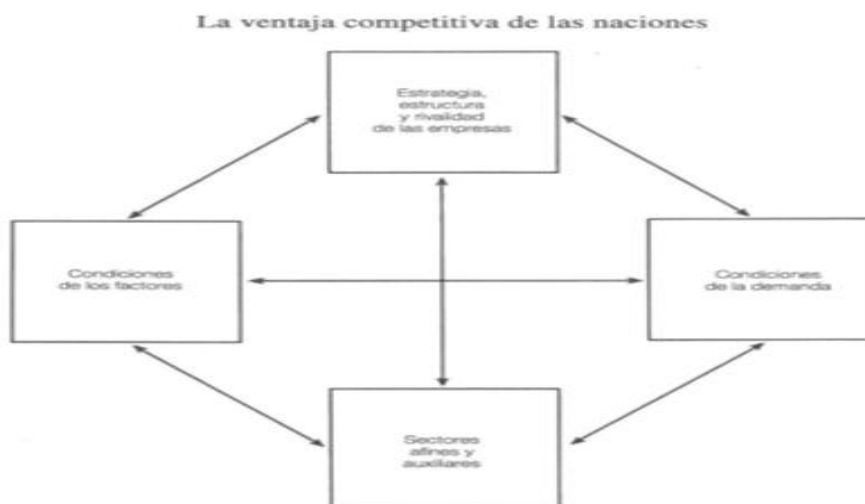 La ventaja competitiva de las naciones
Estrategia,
estructura
y rivalidad
de las empresas
Condiciones
de los factores
Condiciones
de la demanda
Sectores
afines y
auxiliares